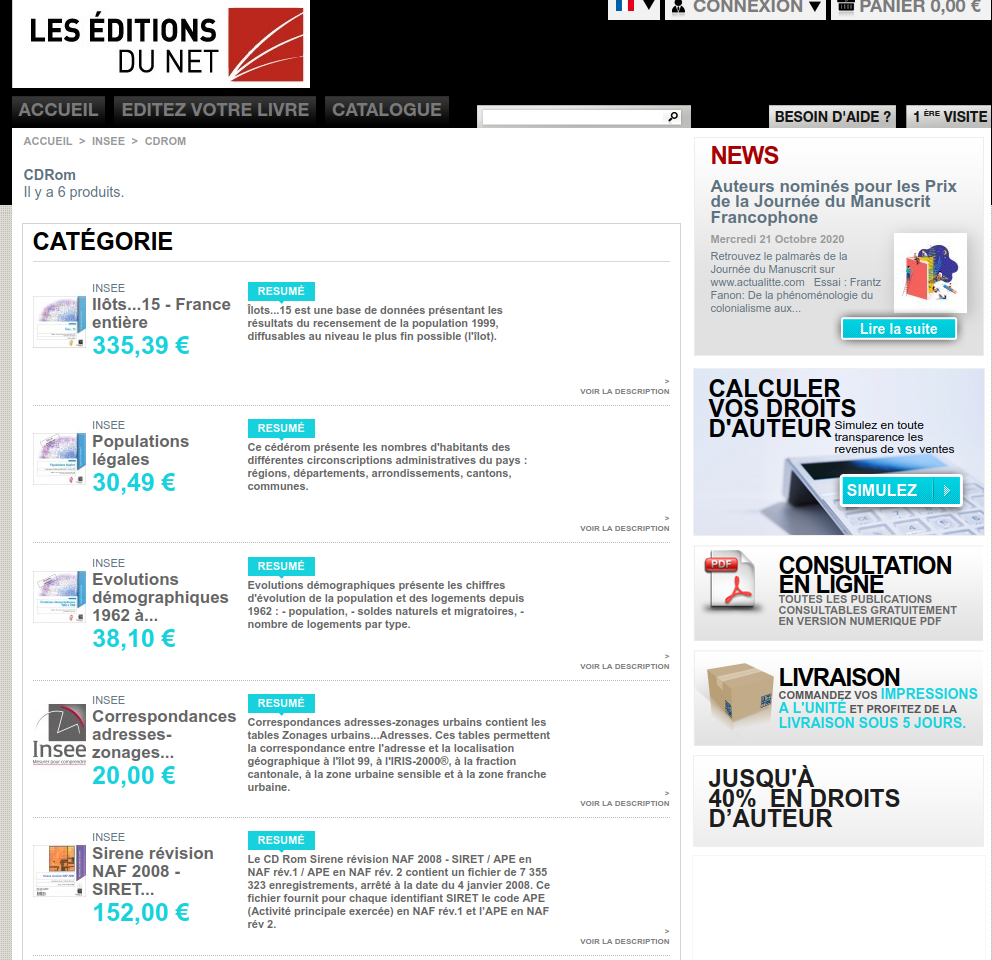 LES ÉDITIONS
DU NET
CONNEXION
PANIER 0,00 €
ACCUEIL
EDITEZ VOTRE LIVRE
CATALOGUE
BESOIN D'AIDE ?
1 ÈRE VISITE
ACCUEIL > INSEE > CDROM
CDRom
Il y a 6 produits.
CATÉGORIE
INSEE
Ilôts...15 - France
entière
335,39 €
RESUMÉ
Îlots...15 est une base de données présentant les
résultats du recensement de la population 1999,
diffusables au niveau le plus fin possible (l'îlot).
>
VOIR LA DESCRIPTION
INSEE
Populations
légales
30,49 €
RESUMÉ
Ce cédérom présente les nombres d'habitants des
différentes circonscriptions administratives du pays :
régions, départements, arrondissements, cantons,
communes.
>
VOIR LA DESCRIPTION
INSEE
Evolutions
démographiques
1962 à...
38,10 €
RESUMÉ
Evolutions démographiques présente les chiffres
d'évolution de la population et des logements depuis
1962 : - population, - soldes naturels et migratoires, -
nombre de logements par type.
>
VOIR LA DESCRIPTION
Insee
Mesurer pour comprendre
INSEE
Correspondances
adresses-
zonages...
20,00 €
RESUMÉ
Correspondances adresses-zonages urbains contient les
tables Zonages urbains...Adresses. Ces tables permettent
la correspondance entre l'adresse et la localisation
géographique à l'îlot 99, à l'IRIS-2000®, à la fraction
cantonale, à la zone urbaine sensible et à la zone franche
urbaine.
>
VOIR LA DESCRIPTION
INSEE
Sirene révision
NAF 2008 -
SIRET...
152,00 €
RESUMÉ
Le CD Rom Sirene révision NAF 2008 - SIRET / APE en
NAF rév.1 / APE en NAF rév. 2 contient un fichier de 7 355
323 enregistrements, arrêté à la date du 4 janvier 2008. Ce
fichier fournit pour chaque identifiant SIRET le code APE
(Activité principale exercée) en NAF rév.1 et l'APE en NAF
rév 2.
>
VOIR LA DESCRIPTION
NEWS
Auteurs nominés pour les Prix
de la Journée du Manuscrit
Francophone
Mercredi 21 Octobre 2020
Retrouvez le palmarès de la
Journée du Manuscrit sur
www.actualitte.com Essai : Frantz
Fanon: De la phénoménologie du
colonialisme aux...
Lire la suite
CALCULER
VOS DROITS
D'AUTEUR
Simulez en toute
transparence les
revenus de vos ventes
SIMULEZ
PDF
CONSULTATION
EN LIGNE
TOUTES LES PUBLICATIONS
CONSULTABLES GRATUITEMENT
EN VERSION NUMERIQUE PDF
LIVRAISON
COMMANDEZ VOS IMPRESSIONS
A L'UNITÉ ET PROFITEZ DE LA
LIVRAISON SOUS 5 JOURS.
JUSQU'À
40% EN DROITS
D'AUTEUR